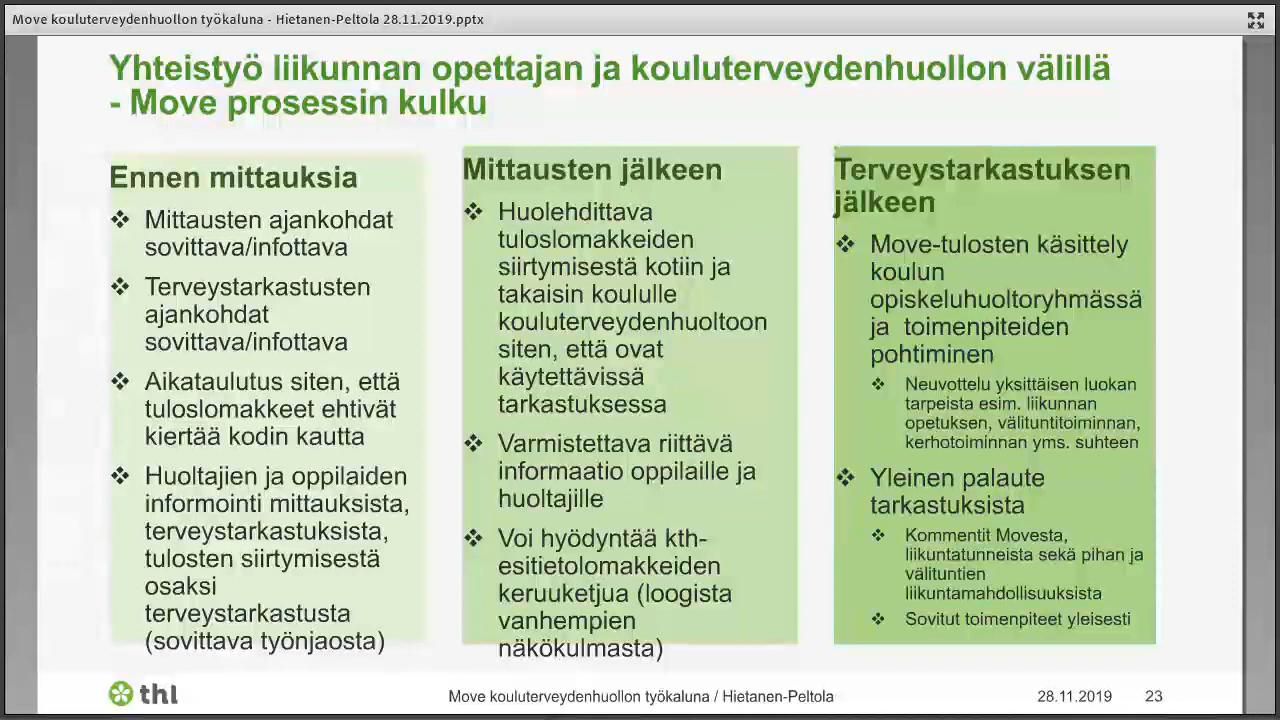 Move kouluterveydenhuollon työkaluna - Hietanen-Peltola 28.11.2019.pptx
Yhteistyö liikunnan opettajan ja kouluterveydenhuollon välillä
- Move prosessin kulku
Ennen mittauksia
❖ Mittausten ajankohdat
sovittava/infottava
❖ Terveystarkastusten
ajankohdat
sovittava/infottava
❖ Aikataulutus siten, että
tuloslomakkeet ehtivät
kiertää kodin kautta
❖ Huoltajien ja oppilaiden
informointi mittauksista,
terveystarkastuksista,
tulosten siirtymisestä
osaksi
terveystarkastusta
(sovittava työnjaosta)
Mittausten jälkeen
❖ Huolehdittava
tuloslomakkeiden
siirtymisestä kotiin ja
takaisin koululle
kouluterveydenhuoltoon
siten, että ovat
käytettävissä
tarkastuksessa
❖ Varmistettava riittävä
informaatio oppilaille ja
huoltajille
❖ Voi hyödyntää kth-
esitietolomakkeiden
keruuketjua (loogista
vanhempien
näkökulmasta)
Terveystarkastuksen
jälkeen
❖ Move-tulosten käsittely
koulun
opiskeluhuoltoryhmässä
ja toimenpiteiden
pohtiminen
❖ Neuvottelu yksittäisen luokan
tarpeista esim. liikunnan
opetuksen, välituntitoiminnan,
kerhotoiminnan yms. suhteen
❖ Yleinen palaute
tarkastuksista
❖ Kommentit Movesta,
liikuntatunneista sekä pihan ja
välituntien
liikuntamahdollisuuksista
❖ Sovitut toimenpiteet yleisesti
thl
Move kouluterveydenhuollon työkaluna / Hietanen-Peltola
28.11.2019 23